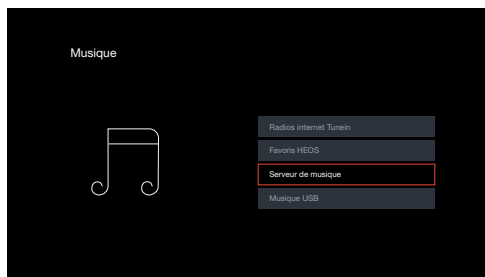 Musique
Radios internet Tunein
Favoris HEOS
Serveur de musique
Musique USB